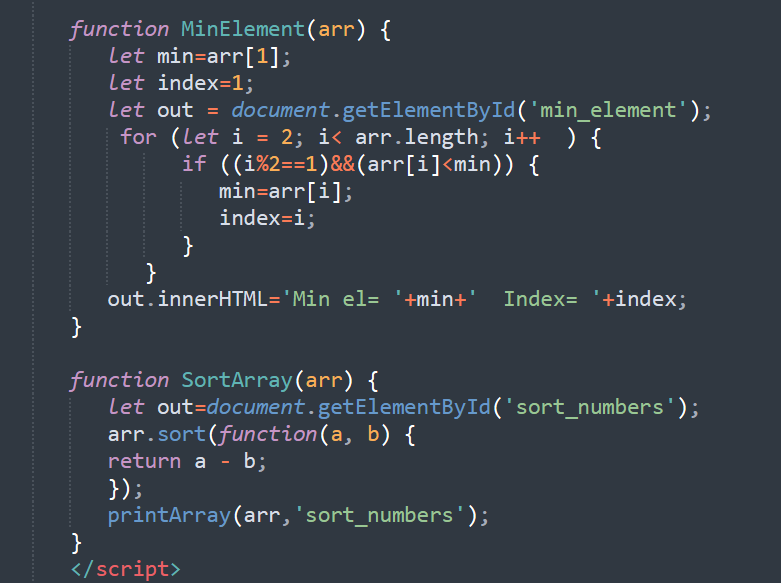 function MinElement(arr) {
let min=arr[1];
let index=1;
let out = document.getElementById('min_element');
for (let i = 2; i< arr.length; i++  ) {
if ((i%2==1)&&(arr[i]<min)) {
min=arr[i];
index=i;
}
}
out.innerHTML='Min el= '+min+'  Index= '+index;
}
function SortArray(arr) {
let out=document.getElementById('sort_numbers');
arr.sort(function(a, b) {
return a - b;
});
printArray(arr,'sort_numbers');
}
</script>